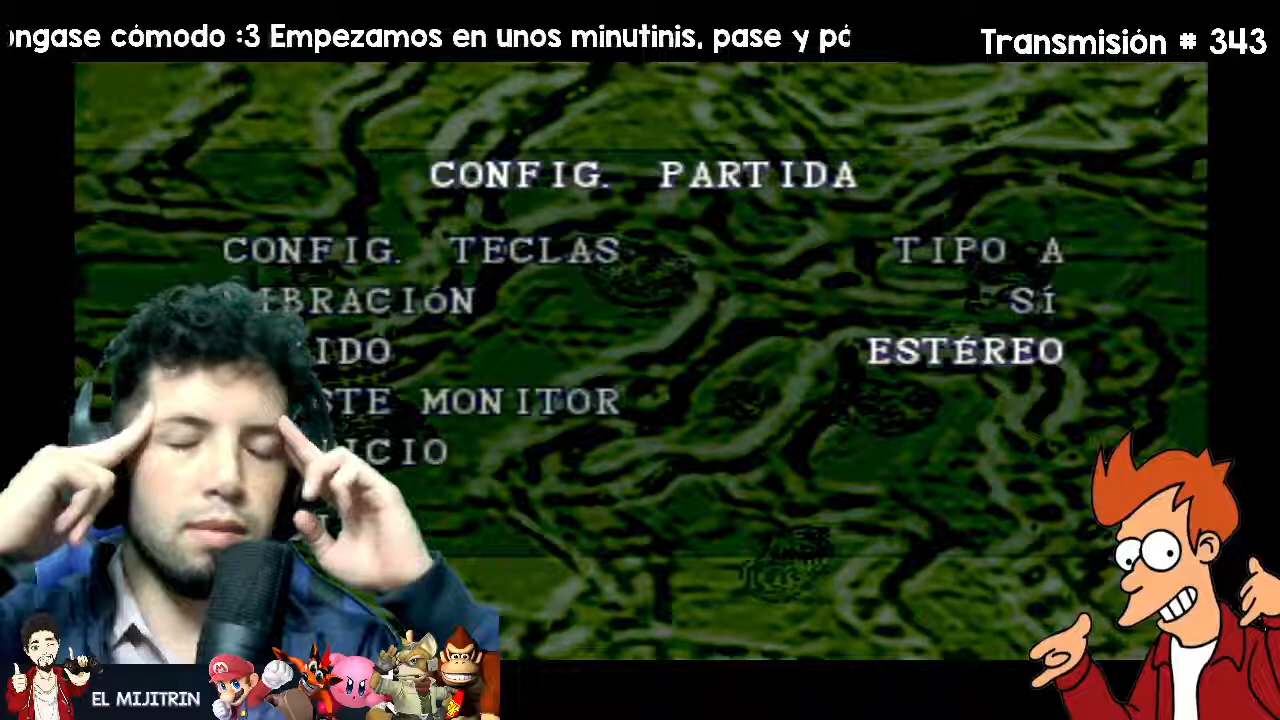 ongase cómodo :3 Empezamos en unos minutinis, pase y pó
Transmisión # 343
CONFIG. PARTIDA
CONFIG. TECLAS TIPO A
IBRACIÓN SÍ
IDO ESTÉREO
STE MONITOR
ICIO
EL MIJITRIN